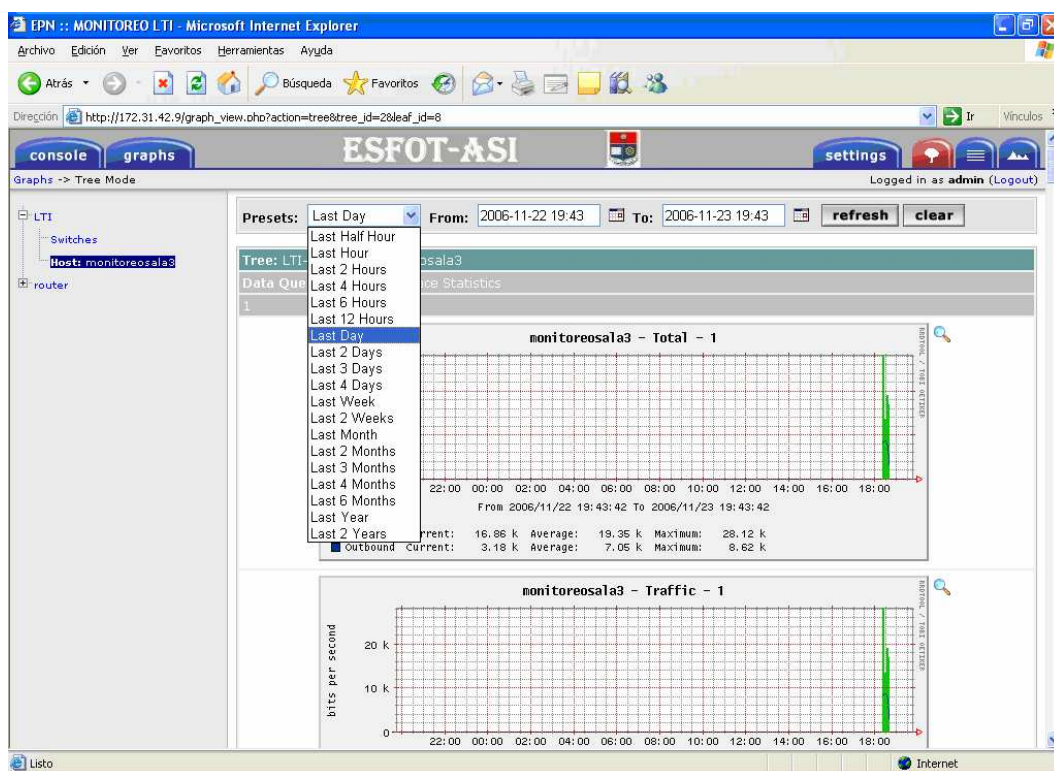 EPN :: MONITOREO LTI - Microsoft Internet Explorer
Archivo Edición Ver Favoritos Herramientas Ayuda
Atrás Búsqueda Favoritos
Dirección http://172.31.42.9/graph_view.php?action=tree&tree_id=2&leaf_id=8 Ir Vínculos
console graphs ESFOT-ASI settings
Graphs -> Tree Mode Logged in as admin (Logout)
LTI
Switches
Host: monitoreosala3
router
Presets: Last Day From: 2006-11-22 19:43 To: 2006-11-23 19:43 refresh clear
Last Half Hour
Last Hour
Last 2 Hours
Last 4 Hours
Last 6 Hours
Last 12 Hours
Last Day
Last 2 Days
Last 3 Days
Last 4 Days
Last Week
Last 2 Weeks
Last Month
Last 2 Months
Last 3 Months
Last 4 Months
Last 6 Months
Last Year
Last 2 Years
Tree: LTI- osala3
Data Que ce Statistics
1
monitoreosala3 - Total - 1
RRDTOOL / TOBI OETIKER
22:00 00:00 02:00 04:00 06:00 08:00 10:00 12:00 14:00 16:00 18:00
From 2006/11/22 19:43:42 To 2006/11/23 19:43:42
rrent: 16.86 k Average: 19.35 k Maximum: 28.12 k
Outbound Current: 3.18 k Average: 7.05 k Maximum: 8.62 k
monitoreosala3 - Traffic - 1
RRDTOOL / TOBI OETIKER
bits per second
20 k
10 k
0
22:00 00:00 02:00 04:00 06:00 08:00 10:00 12:00 14:00 16:00 18:00
Listo Internet